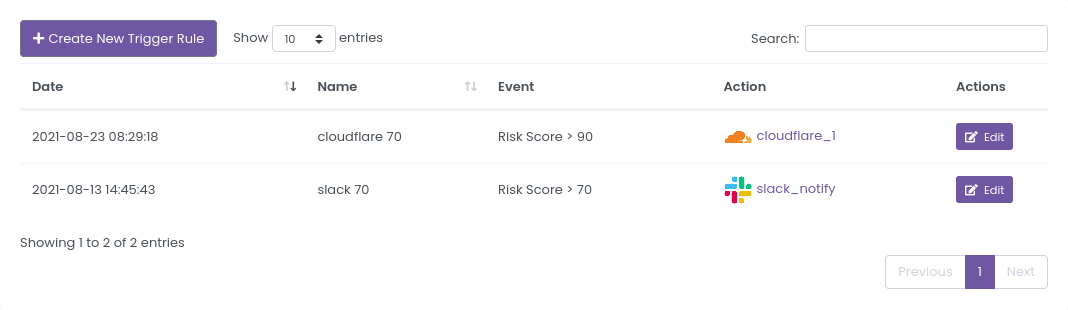 Create New Trigger Rule Show 10 entries Search:
Date Name Event Action Actions
2021-08-23 08:29:18 cloudflare 70 Risk Score > 90 cloudflare_1 Edit
2021-08-13 14:45:43 slack 70 Risk Score > 70 slack_notify Edit
Showing 1 to 2 of 2 entries
Previous 1 Next